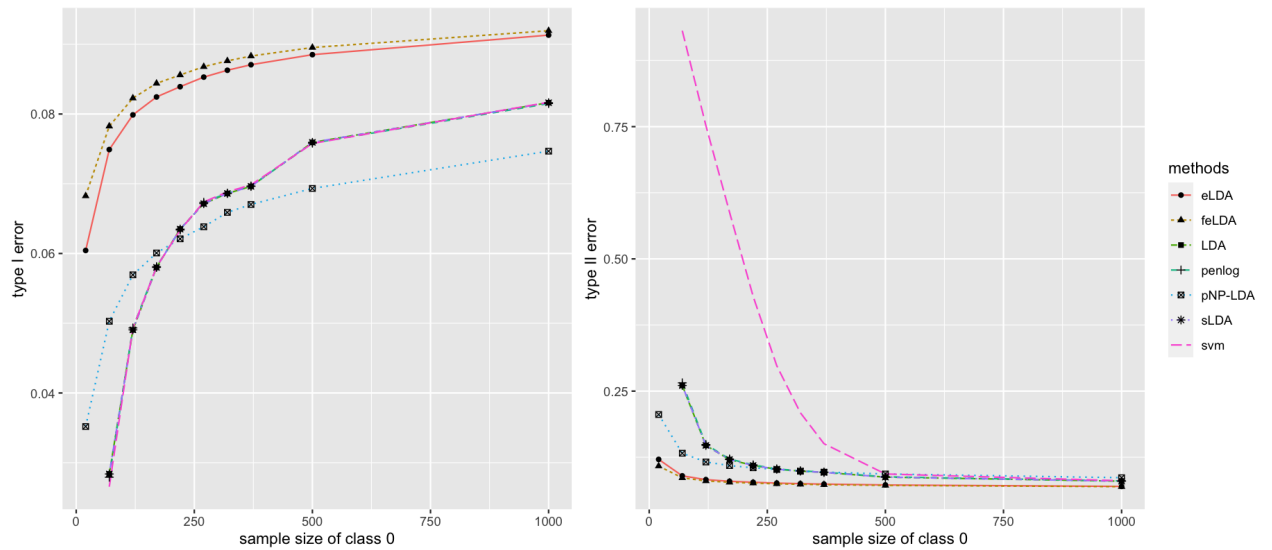 type I error
0.08
0.06
0.04
0
250
500
750
1000
sample size of class 0
type II error
0.75
0.50
0.25
0
250
500
750
1000
sample size of class 0
methods
eLDA
feLDA
LDA
penlog
pNP-LDA
sLDA
svm